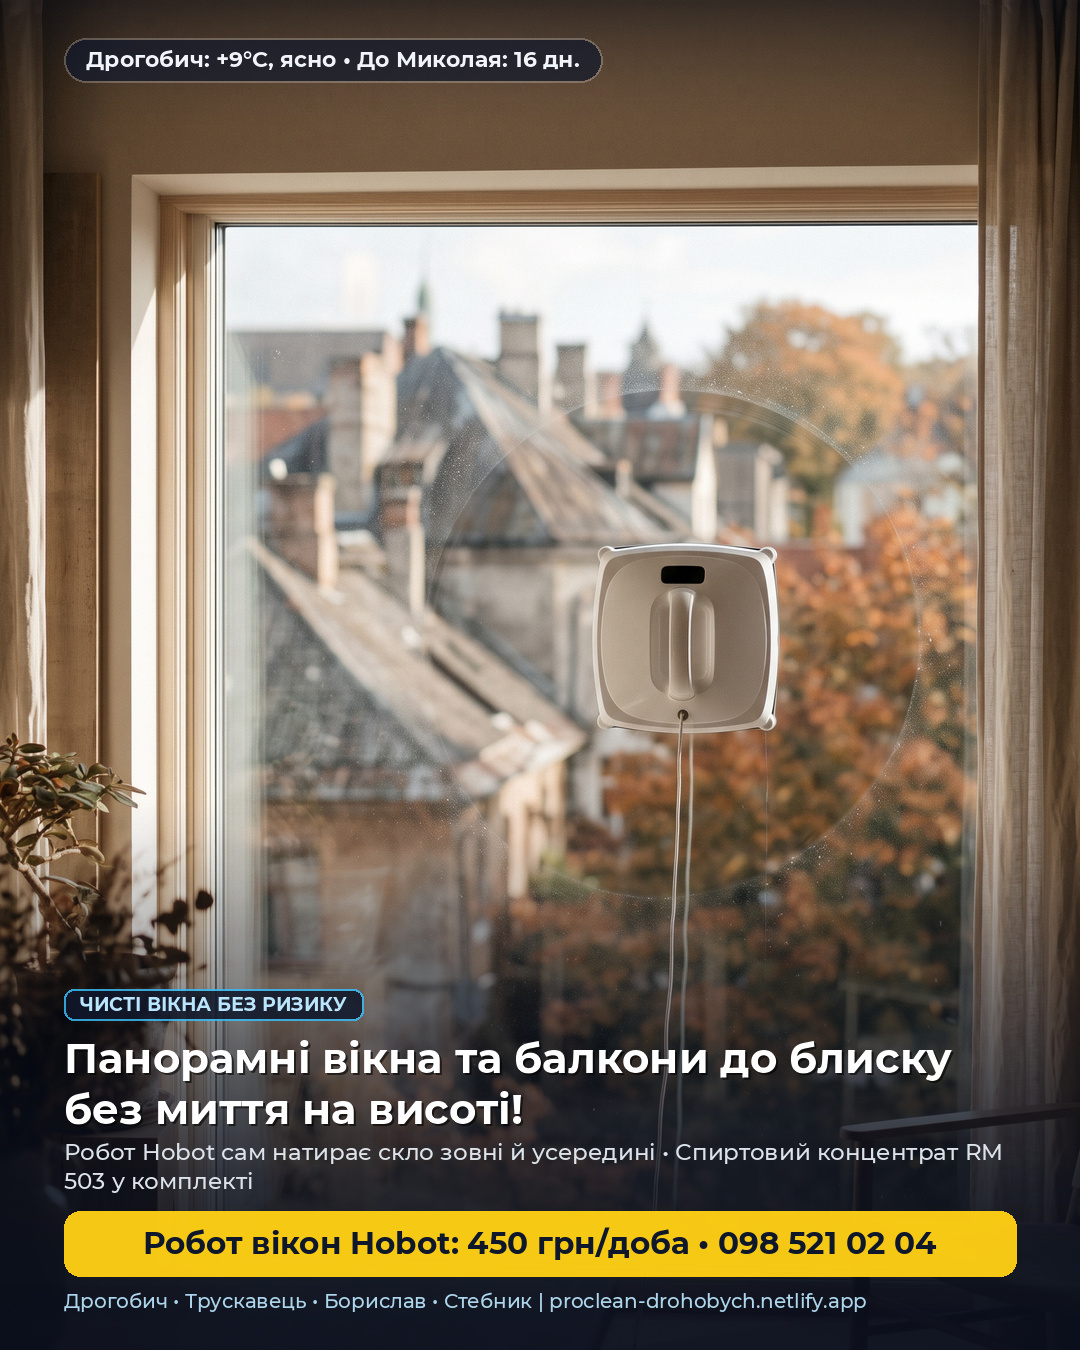 Дрогобич: +9°C, ясно • До Миколая: 16 дн.
ЧИСТІ ВІКНА БЕЗ РИЗИКУ
Панорамні вікна та балкони до блиску
без миття на висоті!
Робот Hobot сам натирає скло зовні й усередині • Спиртовий концентрат RM
503 у комплекті
Робот вікон Hobot: 450 грн/доба • 098 521 02 04
Дрогобич • Трускавець • Борислав • Стебник | proclean-drohobych.netlify.app